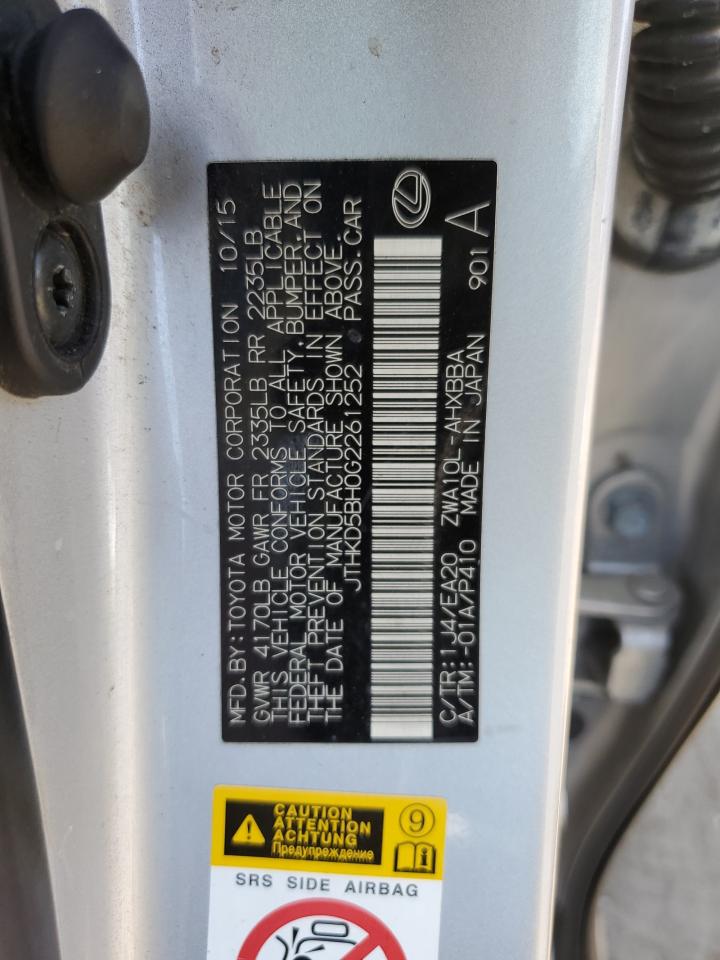 MFD. BY: TOYOTA MOTOR CORPORATION 10/15
GVWR 4170LB GAWR FR 2335LB RR 2235LB
THIS VEHICLE CONFORMS TO ALL APPLICABLE
FEDERAL MOTOR VEHICLE SAFETY, BUMPER, AND
THEFT PREVENTION STANDARDS IN EFFECT ON
THE DATE OF MANUFACTURE SHOWN ABOVE.
JTHKD5BH0G2261252 PASS. CAR
C/TR: 1J4/EA20 ZWA10L-AHXBBA
A/TM: -01A/P410 MADE IN JAPAN 901
A
CAUTION
ATTENTION
ACHTUNG
Предупреждение
9
i
SRS SIDE AIRBAG